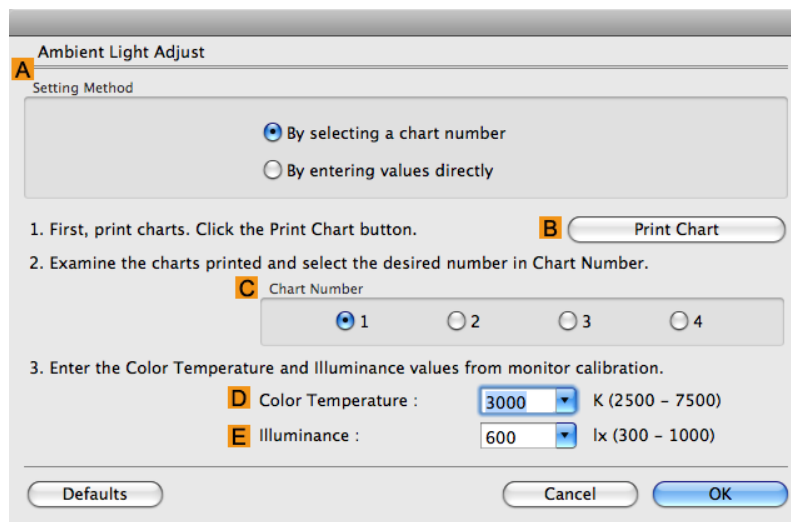 Ambient Light Adjust
A
Setting Method
By selecting a chart number
By entering values directly
1. First, print charts. Click the Print Chart button. B Print Chart
2. Examine the charts printed and select the desired number in Chart Number.
C Chart Number
1 2 3 4
3. Enter the Color Temperature and Illuminance values from monitor calibration.
D Color Temperature : 3000 K (2500 – 7500)
E Illuminance : 600 lx (300 – 1000)
Defaults Cancel OK